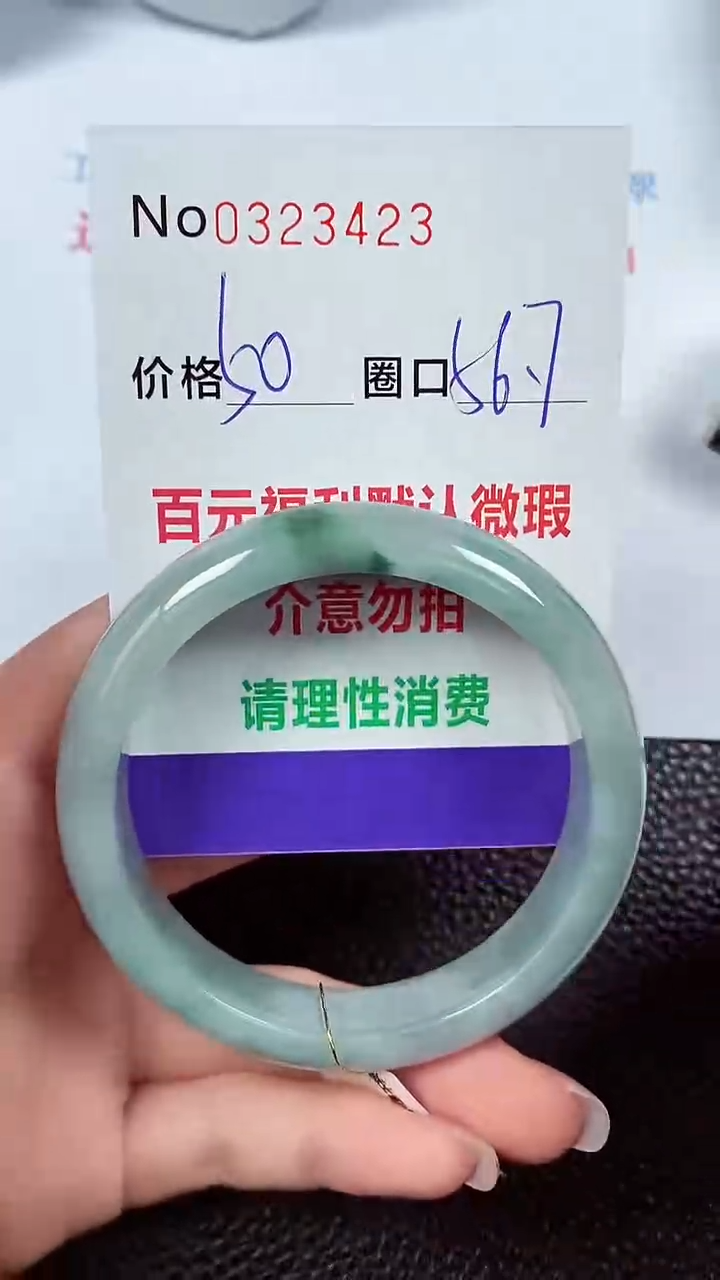 No0323423
价格50 圈口56.7
百元福利默认微瑕
介意勿拍
请理性消费